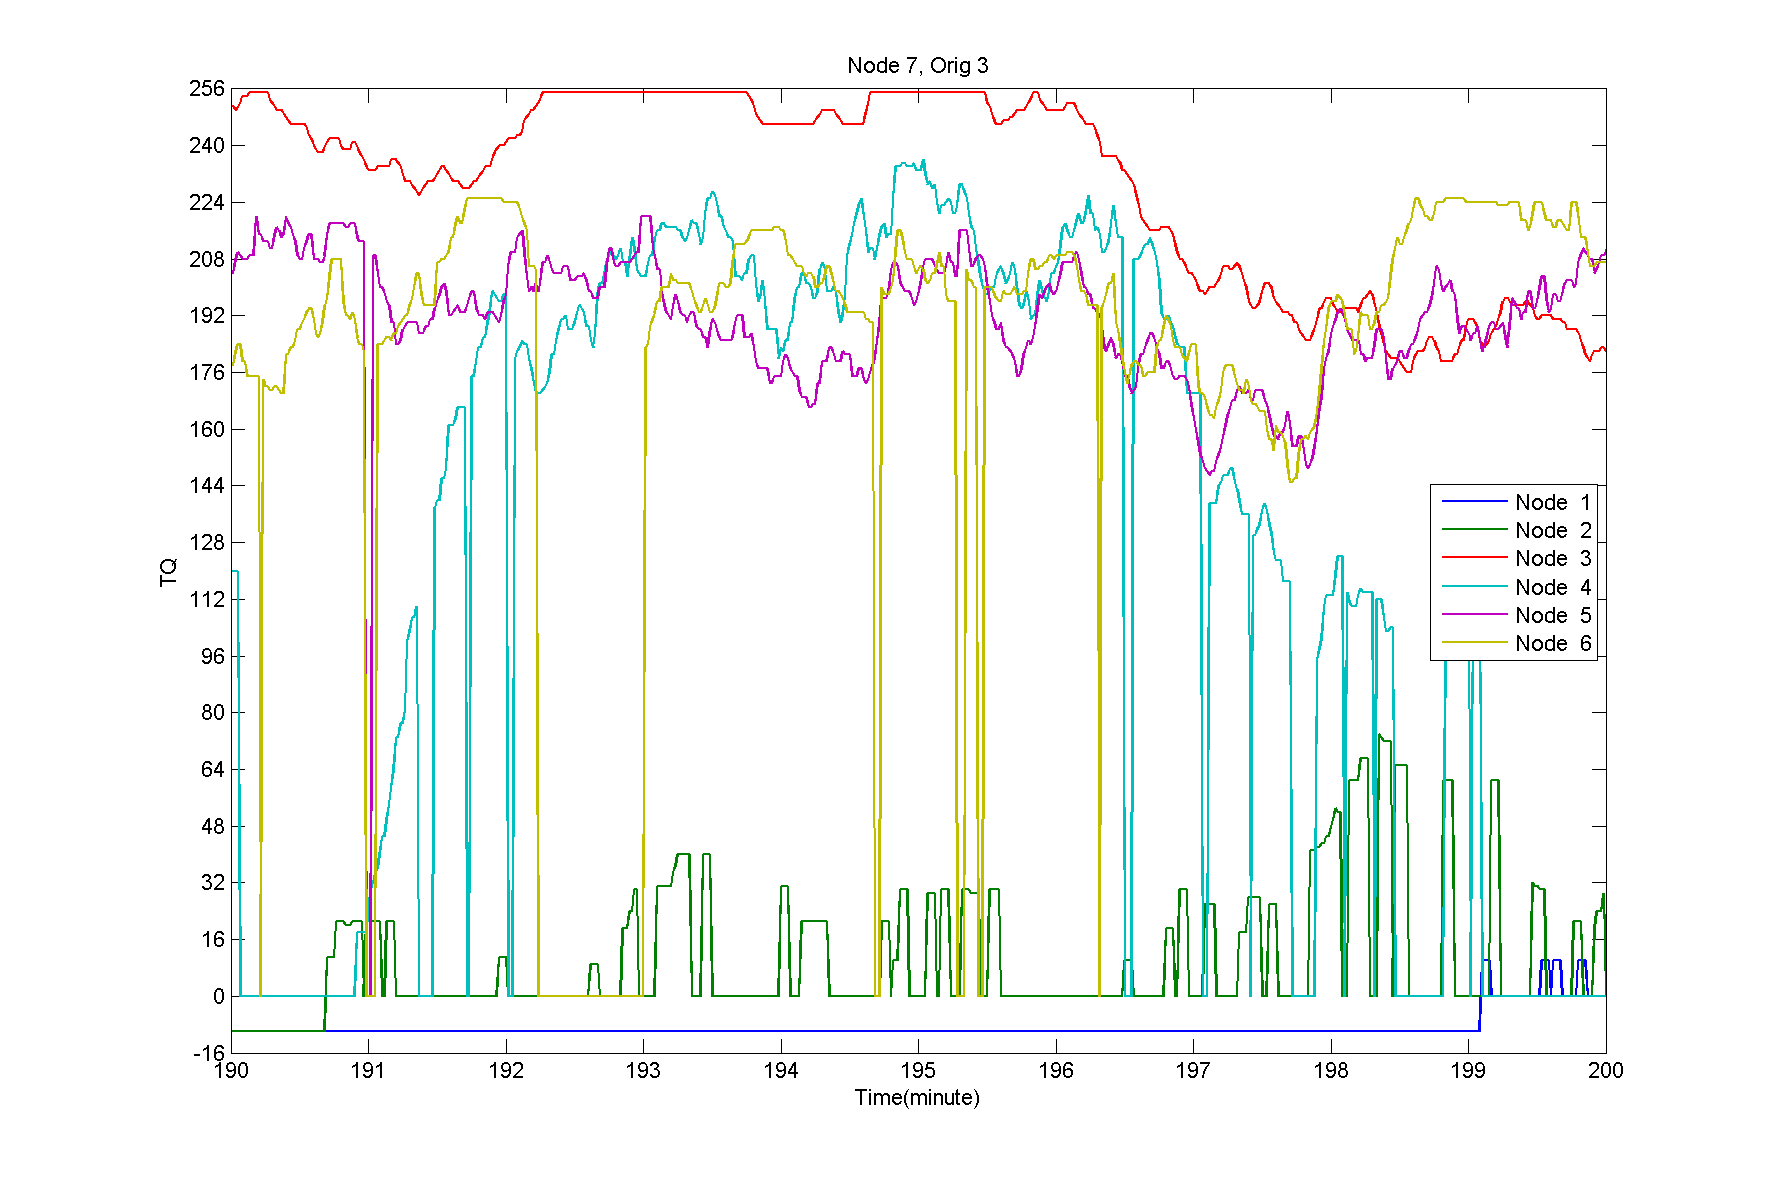 Node 7, Orig 3
256
240
224
208
192
176
160
144
128
112
96
80
64
48
32
16
0
-16
TQ
Node 1
Node 2
Node 3
Node 4
Node 5
Node 6
190 191 192 193 194 195 196 197 198 199 200
Time(minute)